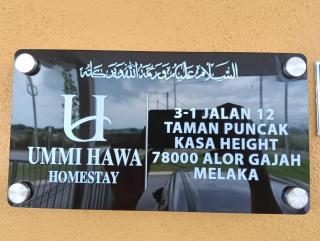 السلام عليكم ورحمة الله وبركاته
UMMI HAWA
HOMESTAY
3-1 JALAN 12
TAMAN PUNCAK
KASA HEIGHT
78000 ALOR GAJAH
MELAKA